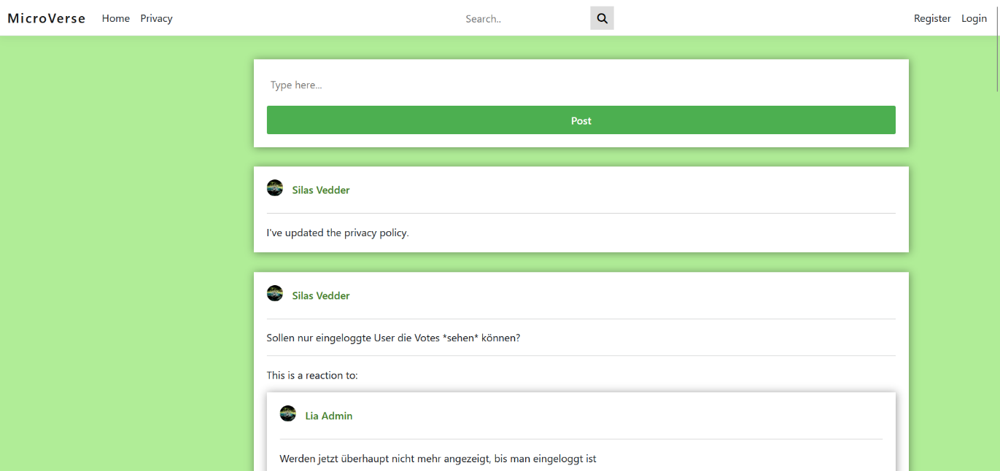 MicroVerse Home Privacy Search.. Register Login
Type here...
Post
Silas Vedder
I've updated the privacy policy.
Silas Vedder
Sollen nur eingeloggte User die Votes *sehen* können?
This is a reaction to:
Lia Admin
Werden jetzt überhaupt nicht mehr angezeigt, bis man eingeloggt ist